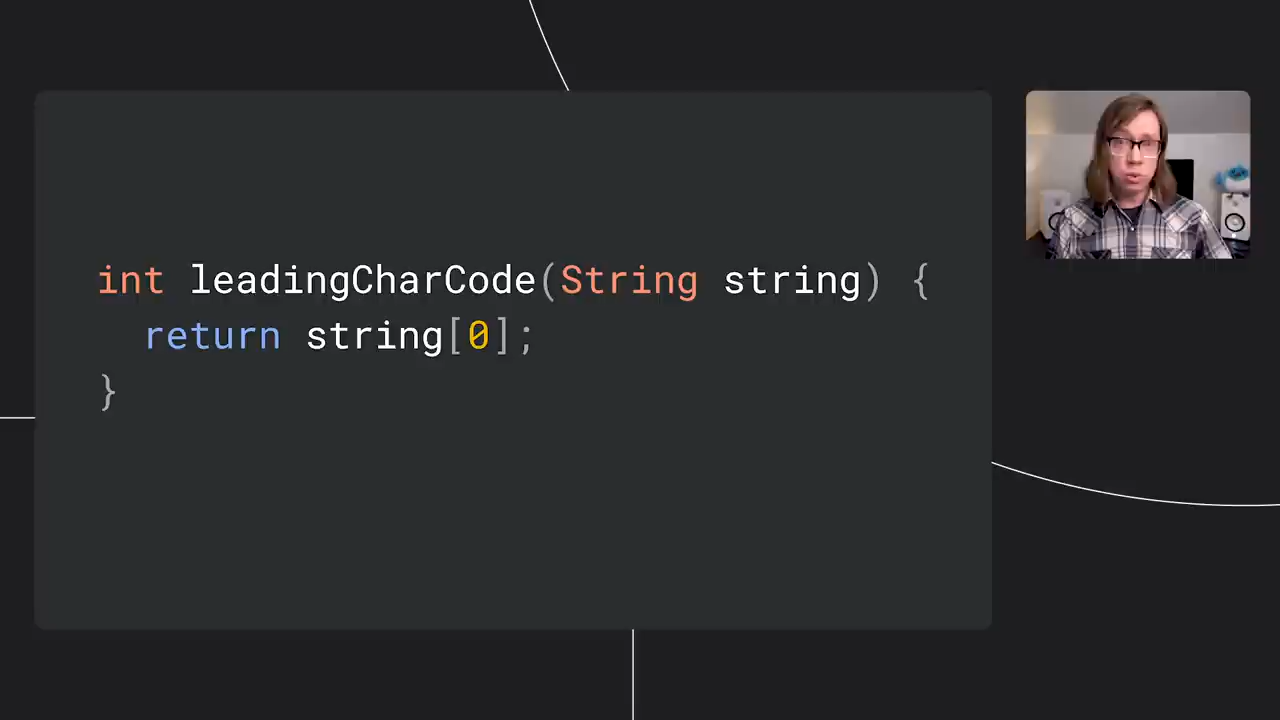 int leadingCharCode(String string) {
  return string[0];
}